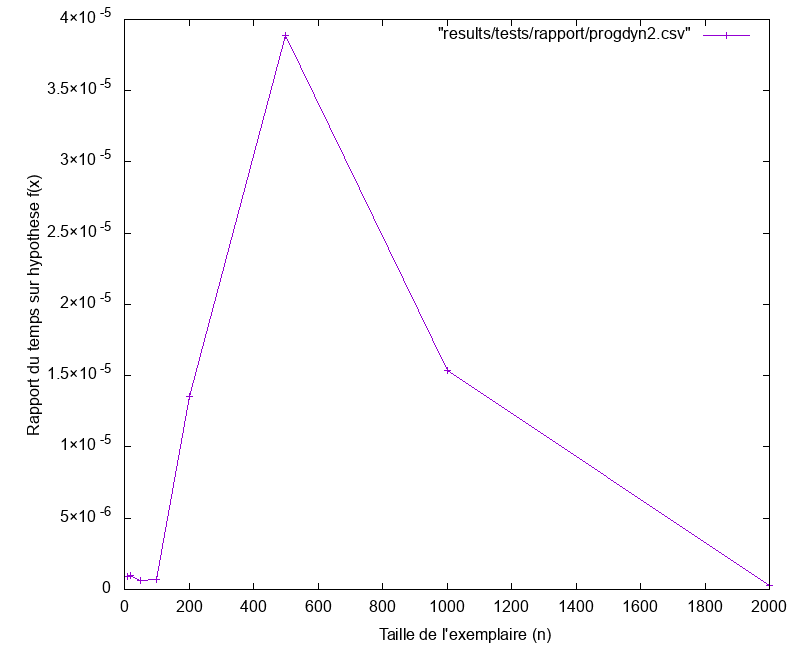 "results/tests/rapport/progdyn2.csv"
4×10⁻⁵
3.5×10⁻⁵
3×10⁻⁵
2.5×10⁻⁵
2×10⁻⁵
1.5×10⁻⁵
1×10⁻⁵
5×10⁻⁶
0
Rapport du temps sur hypothese f(x)
0 200 400 600 800 1000 1200 1400 1600 1800 2000
Taille de l'exemplaire (n)